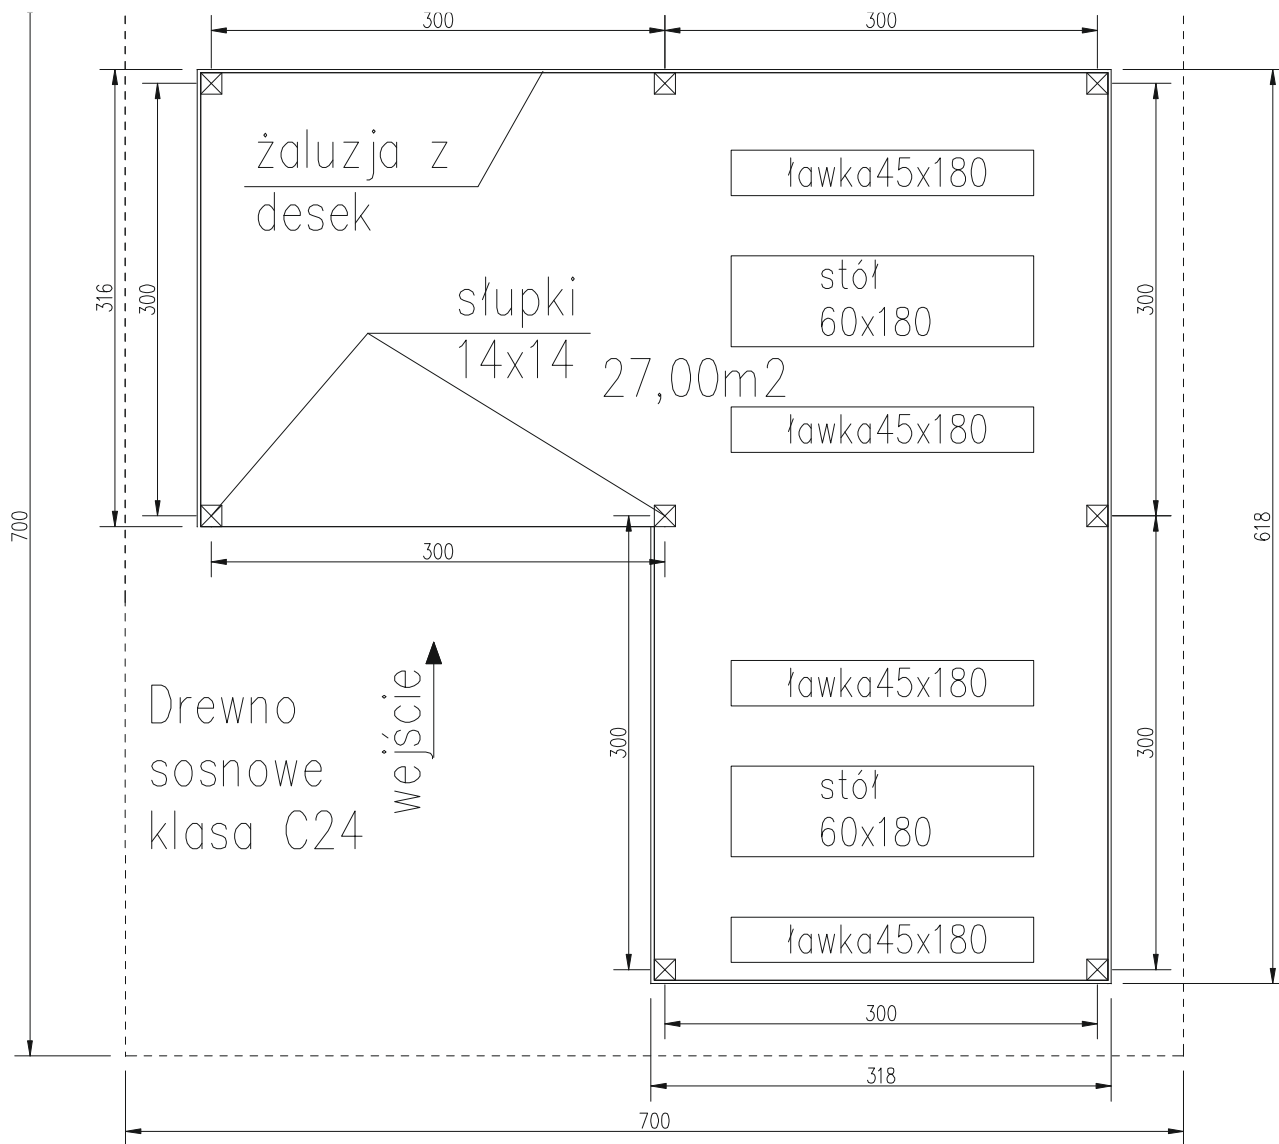 300
300
żaluzja z
desek
ławka45x180
stół
60x180
316
300
300
słupki
14x14
27,00m2
ławka45x180
700
618
300
Drewno
sosnowe
klasa C24
wejście
ławka45x180
300
300
stół
60x180
ławka45x180
300
318
700